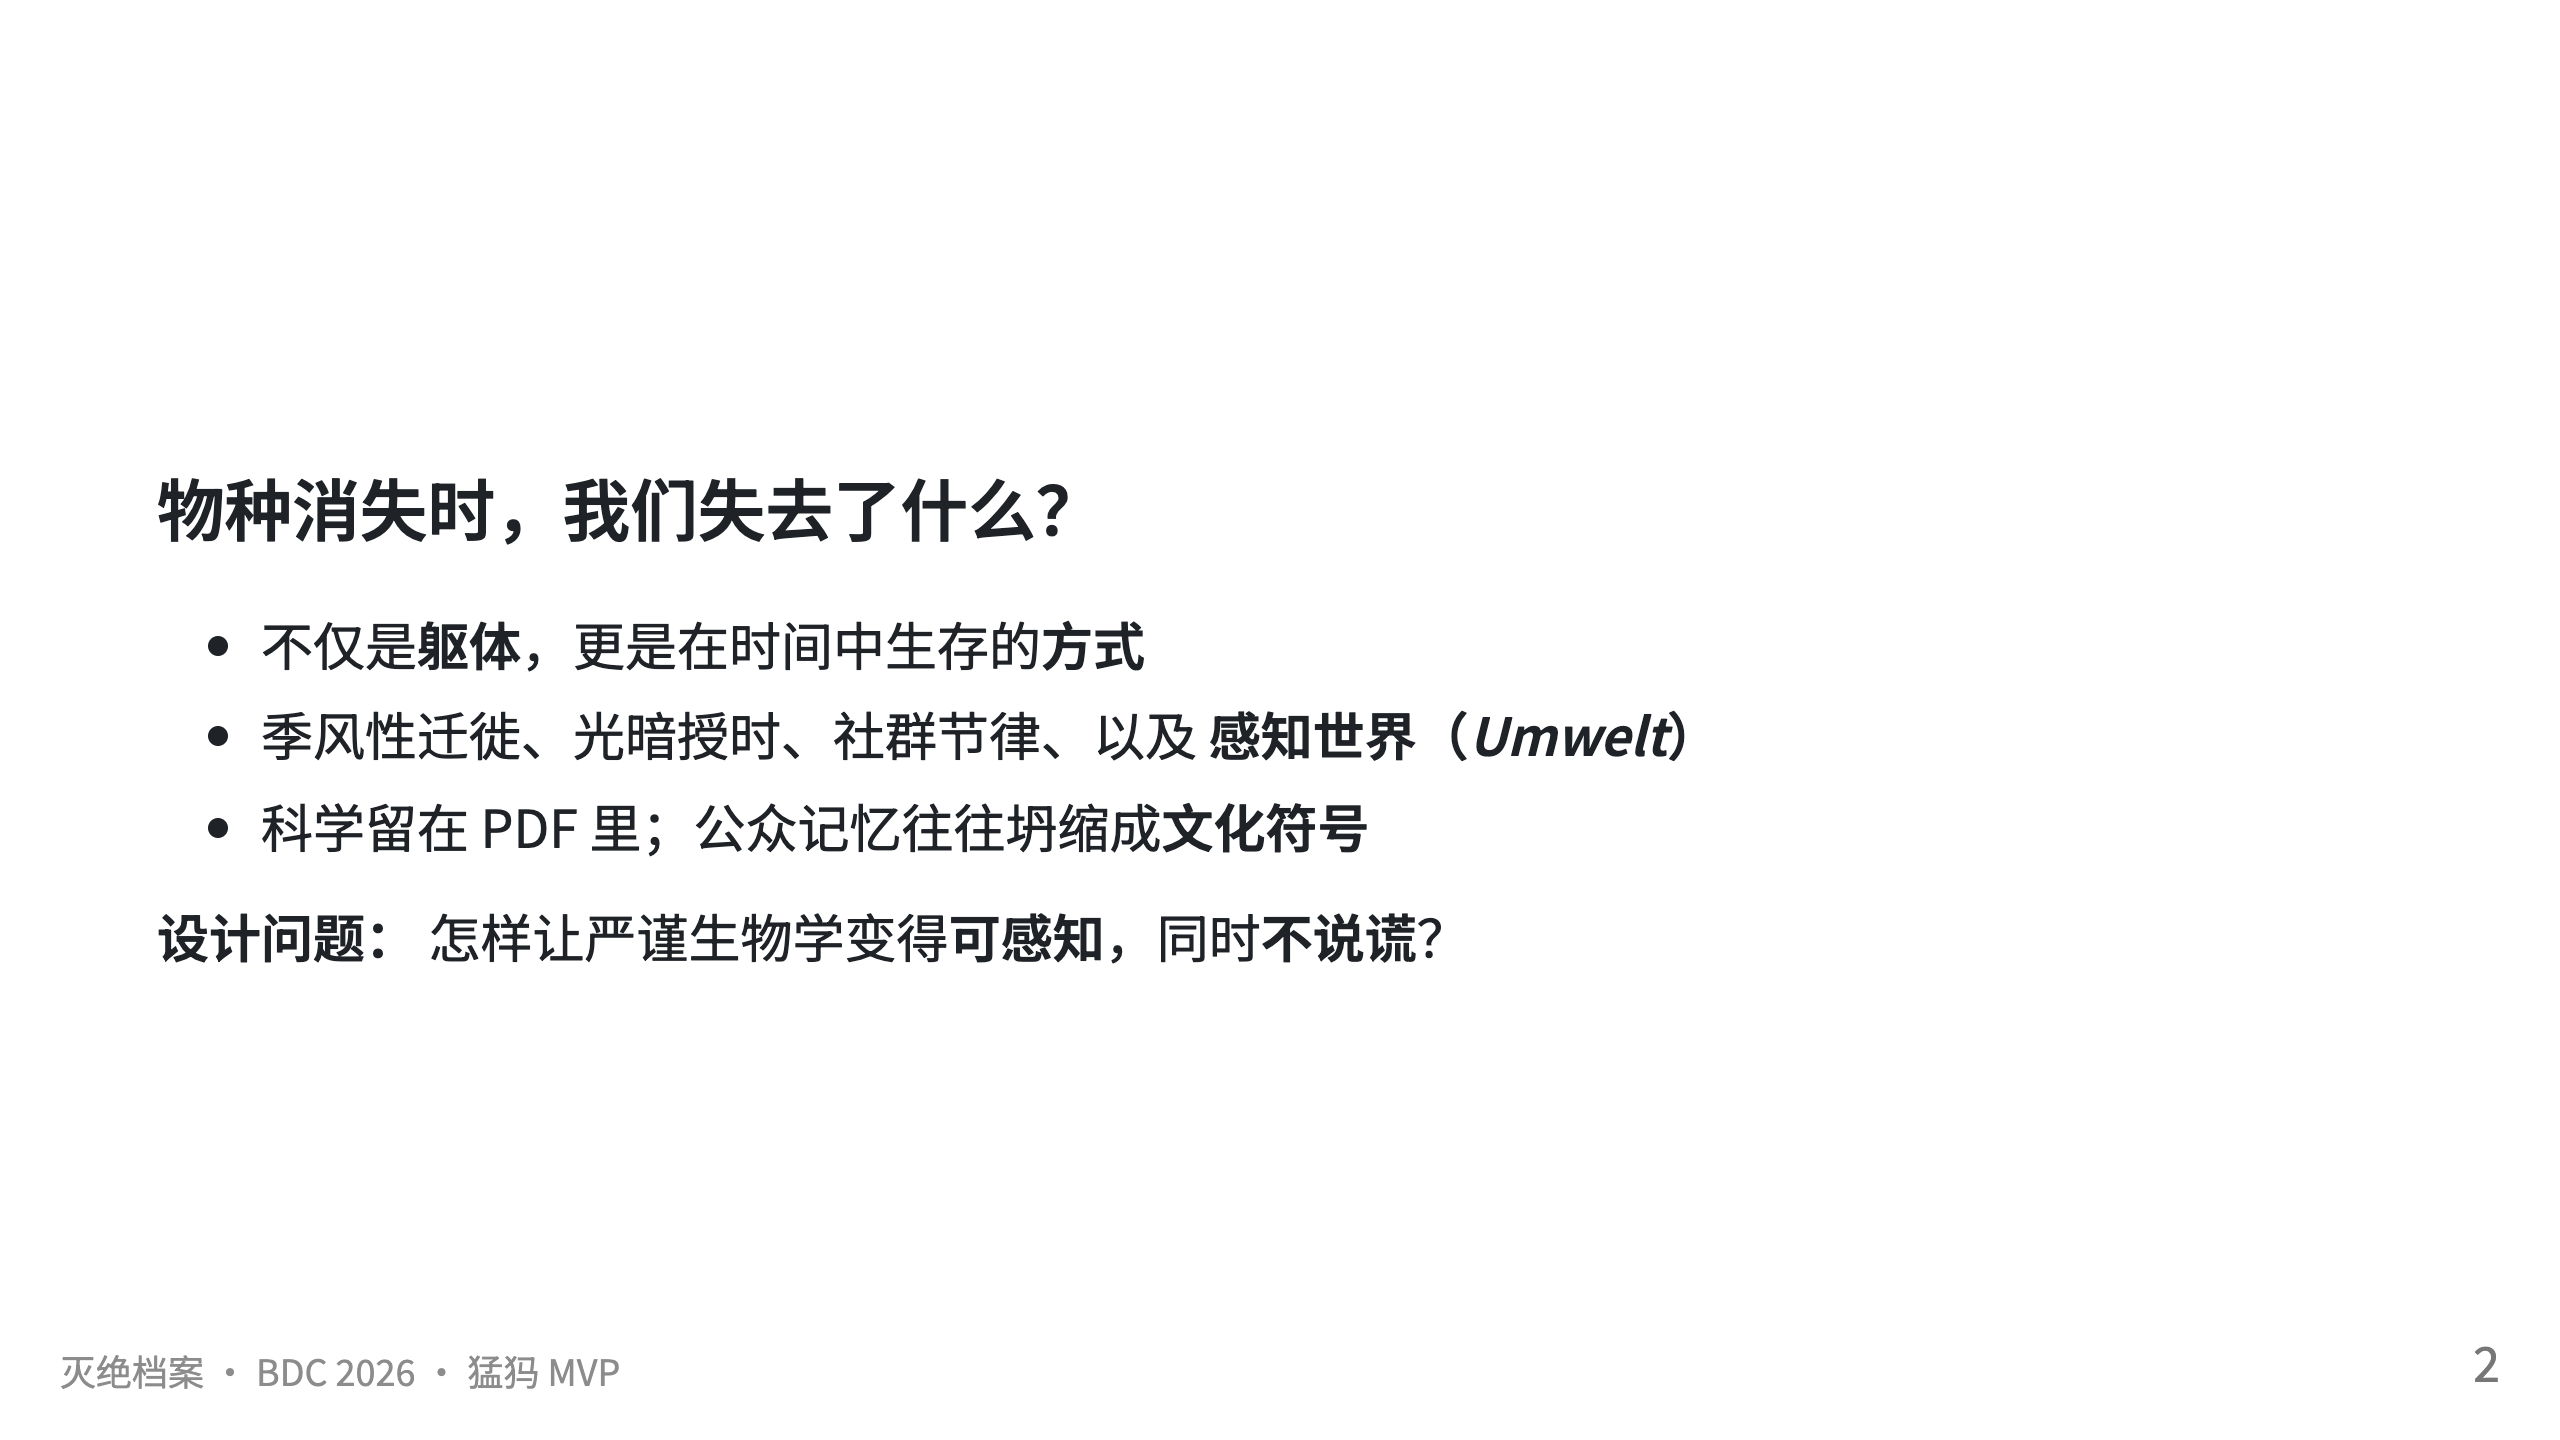 物种消失时，我们失去了什么？
不仅是躯体，更是在时间中生存的方式
季风性迁徙、光暗授时、社群节律、以及 感知世界（Umwelt）
科学留在 PDF 里；公众记忆往往坍缩成文化符号
设计问题： 怎样让严谨生物学变得可感知，同时不说谎？
灭绝档案 · BDC 2026 · 猛犸 MVP
2